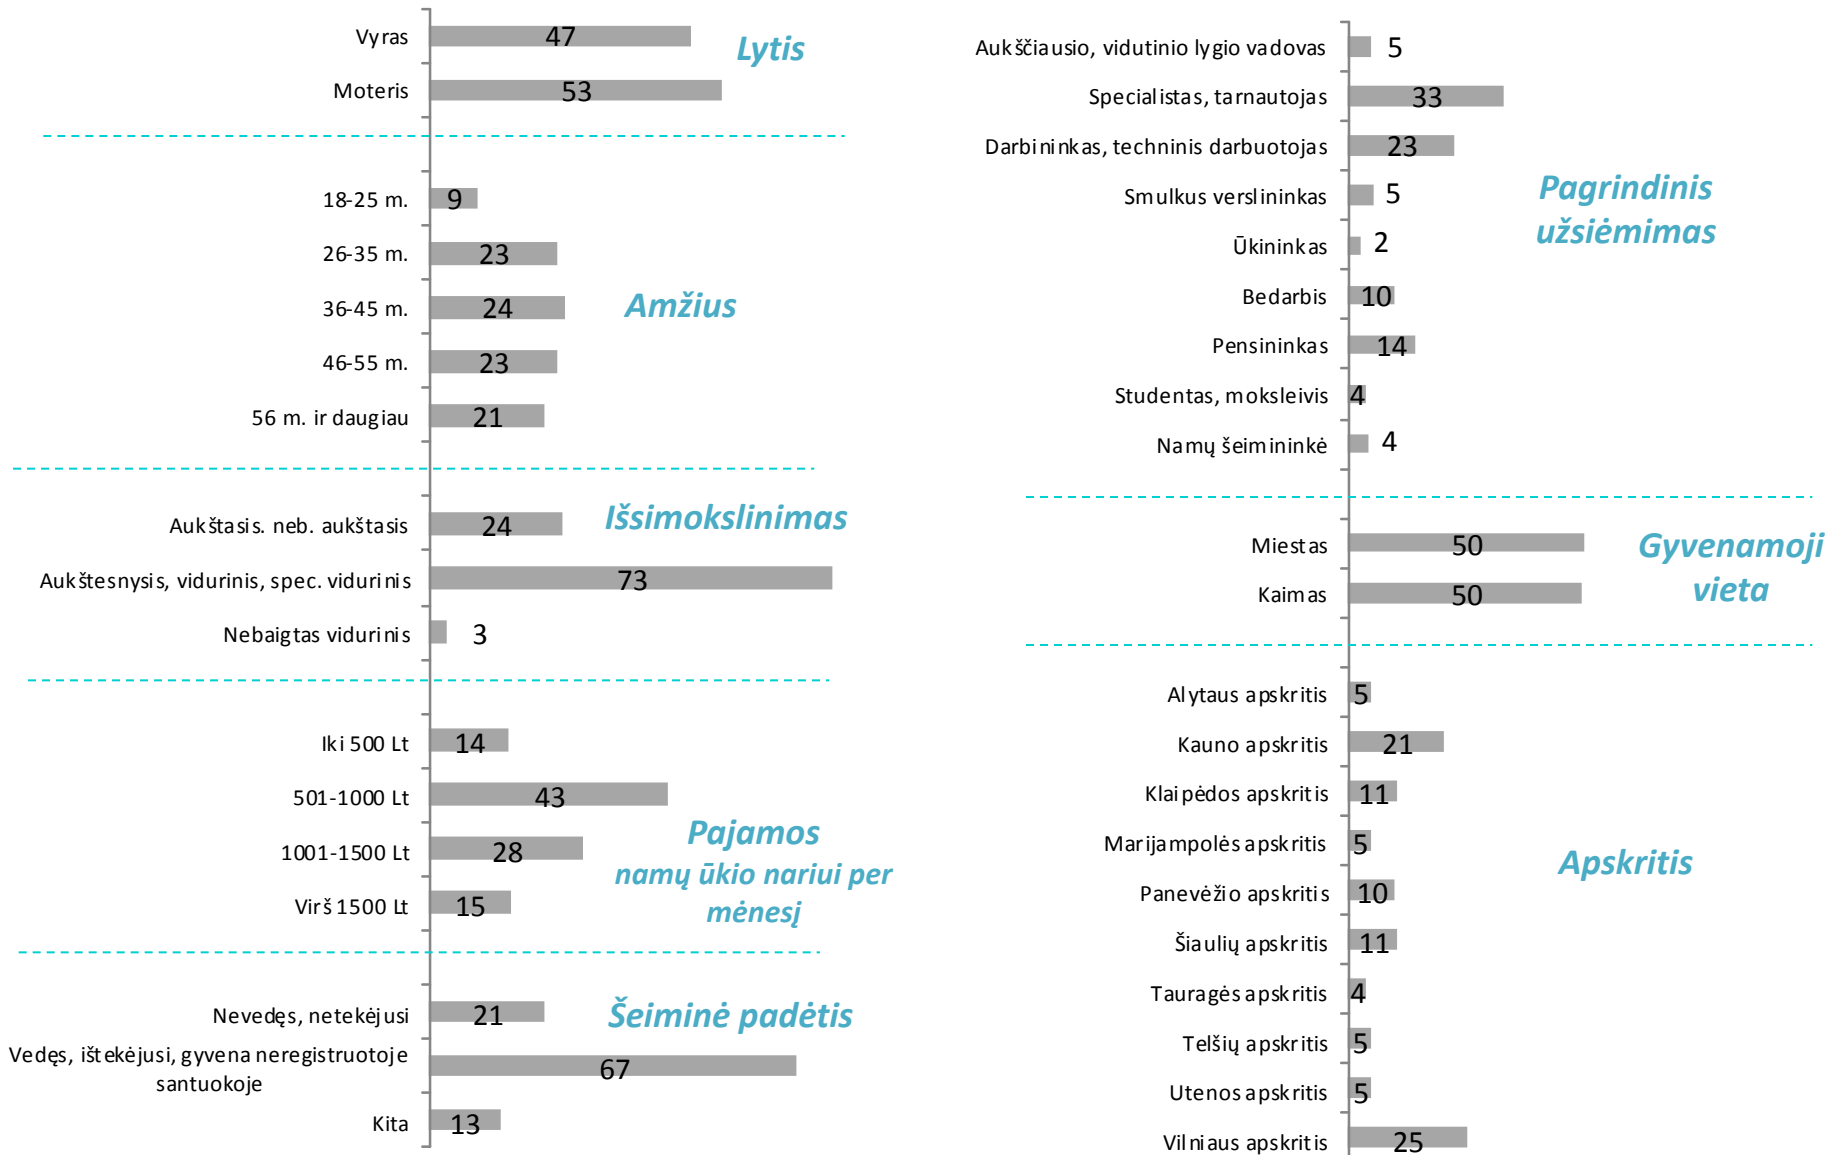 Vyras 47
Moteris 53
Lytis
18-25 m. 9
26-35 m. 23
36-45 m. 24
46-55 m. 23
56 m. ir daugiau 21
Amžius
Aukštasis. neb. aukštasis 24
Aukštesnysis, vidurinis, spec. vidurinis 73
Nebaigtas vidurinis 3
Išsimokslinimas
Iki 500 Lt 14
501-1000 Lt 43
1001-1500 Lt 28
Virš 1500 Lt 15
Pajamos
namų ūkio nariui per
mėnesį
Nevedęs, netekėjusi 21
Vedęs, ištekėjusi, gyvena neregistruotoje
santuokoje 67
Kita 13
Šeiminė padėtis
Aukščiausio, vidutinio lygio vadovas 5
Specialistas, tarnautojas 33
Darbininkas, techninis darbuotojas 23
Smulkus verslininkas 5
Ūkininkas 2
Bedarbis 10
Pensininkas 14
Studentas, moksleivis 4
Namų šeimininkė 4
Pagrindinis
užsiėmimas
Miestas 50
Kaimas 50
Gyvenamoji
vieta
Alytaus apskritis 5
Kauno apskritis 21
Klaipėdos apskritis 11
Marijampolės apskritis 5
Panevėžio apskritis 10
Šiaulių apskritis 11
Tauragės apskritis 4
Telšių apskritis 5
Utenos apskritis 5
Vilniaus apskritis 25
Apskritis